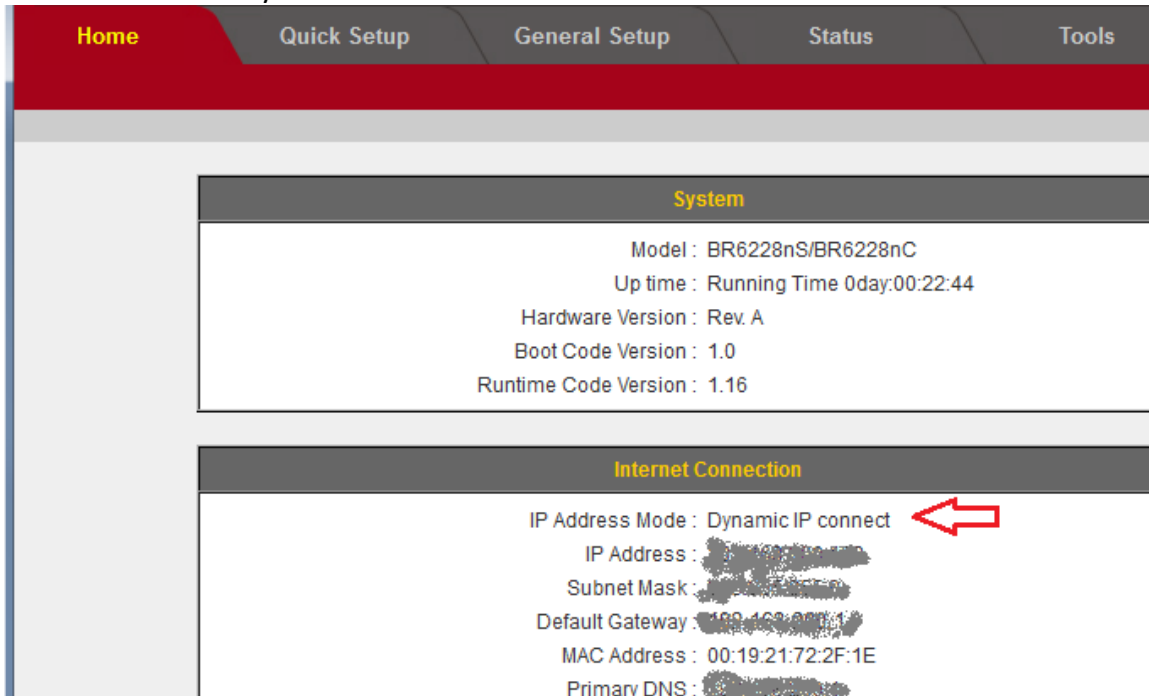 Home Quick Setup General Setup Status Tools
System
Model : BR6228nS/BR6228nC
Up time : Running Time 0day:00:22:44
Hardware Version : Rev. A
Boot Code Version : 1.0
Runtime Code Version : 1.16
Internet Connection
IP Address Mode : Dynamic IP connect
IP Address :
Subnet Mask :
Default Gateway :
MAC Address : 00:19:21:72:2F:1E
Primary DNS :